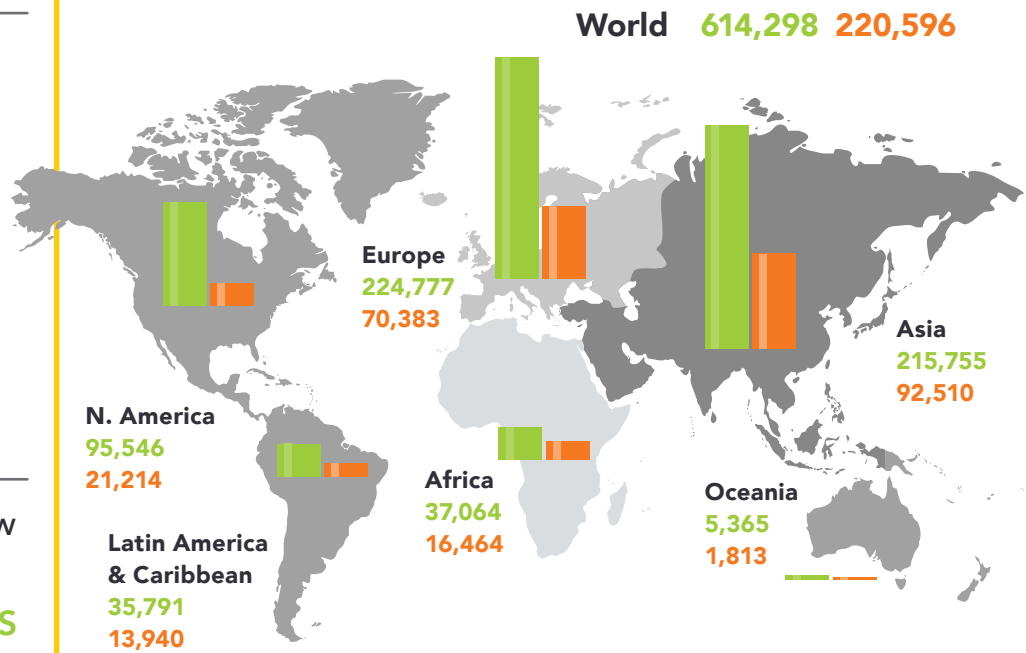 World 614,298 220,596
Europe
224,777
70,383
Asia
215,755
92,510
N. America
95,546
21,214
Africa
37,064
16,464
Oceania
5,365
1,813
Latin America
& Caribbean
35,791
13,940
w
s